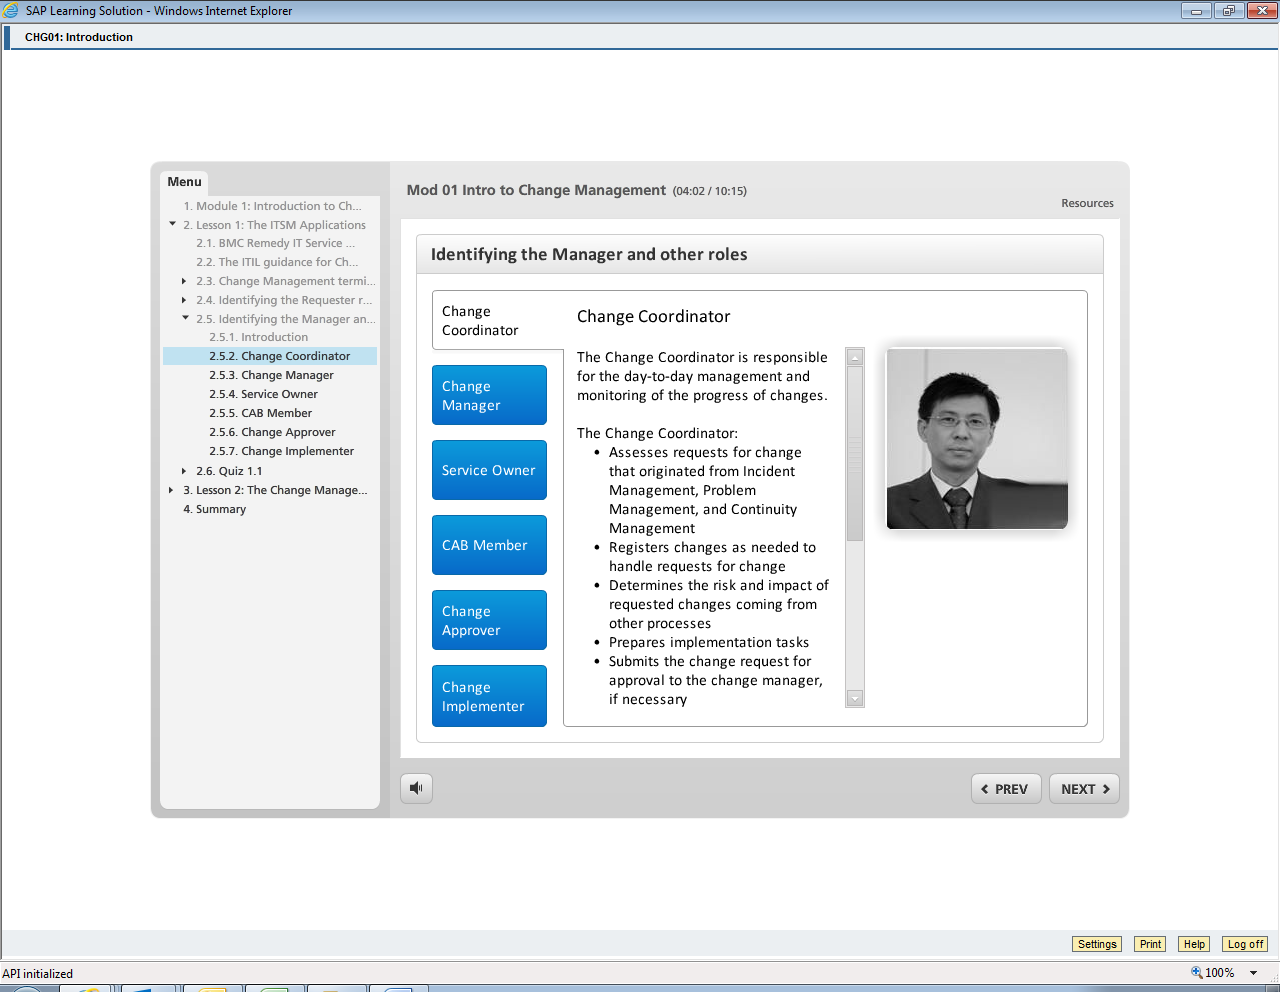 SAP Learning Solution - Windows Internet Explorer
CHG01: Introduction
Menu
1. Module 1: Introduction to Ch...
2. Lesson 1: The ITSM Applications
2.1. BMC Remedy IT Service ...
2.2. The ITIL guidance for Ch...
2.3. Change Management termi...
2.4. Identifying the Requester r...
2.5. Identifying the Manager an...
2.5.1. Introduction
2.5.2. Change Coordinator
2.5.3. Change Manager
2.5.4. Service Owner
2.5.5. CAB Member
2.5.6. Change Approver
2.5.7. Change Implementer
2.6. Quiz 1.1
3. Lesson 2: The Change Manage...
4. Summary
Mod 01 Intro to Change Management (04:02 / 10:15)
Resources
Identifying the Manager and other roles
Change
Coordinator
Change
Manager
Service Owner
CAB Member
Change
Approver
Change
Implementer
Change Coordinator
The Change Coordinator is responsible
for the day-to-day management and
monitoring of the progress of changes.
The Change Coordinator:
• Assesses requests for change
that originated from Incident
Management, Problem
Management, and Continuity
Management
• Registers changes as needed to
handle requests for change
• Determines the risk and impact of
requested changes coming from
other processes
• Prepares implementation tasks
• Submits the change request for
approval to the change manager,
if necessary
PREV
NEXT
Settings
Print
Help
Log off
API initialized
100%